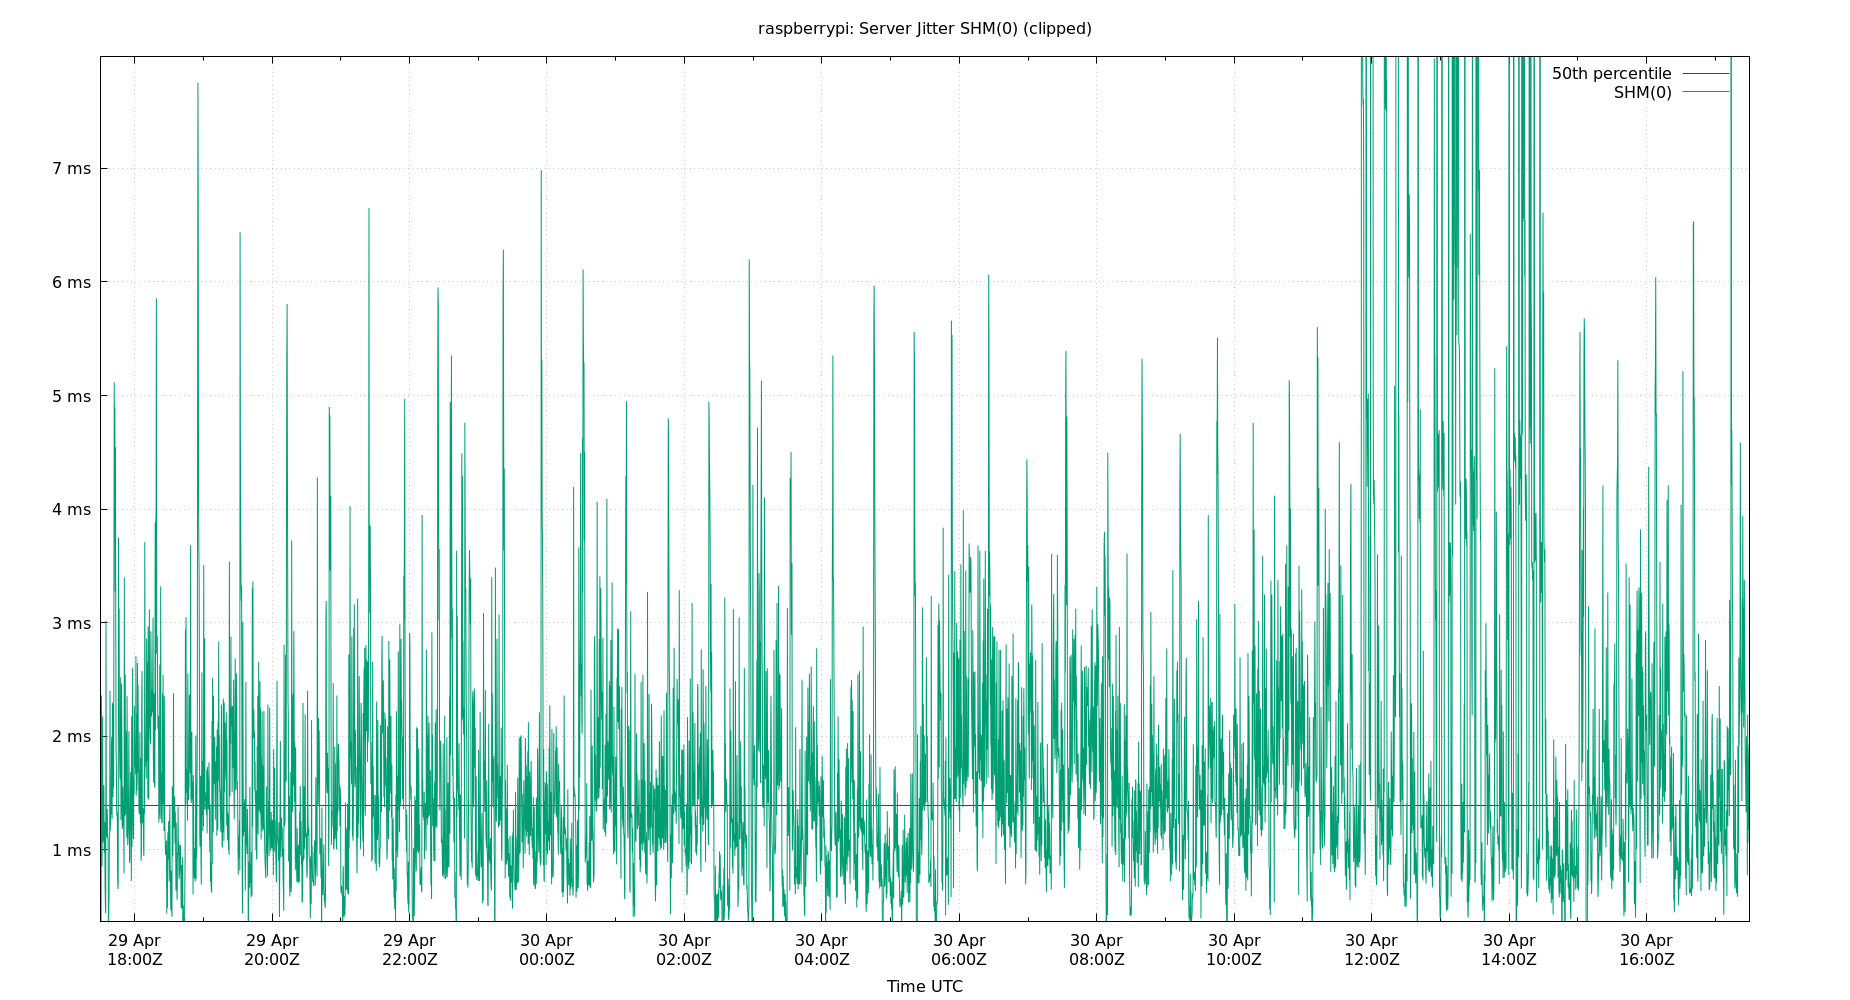 raspberrypi: Server Jitter SHM(0) (clipped)
50th percentile
SHM(0)
7 ms
6 ms
5 ms
4 ms
3 ms
2 ms
1 ms
29 Apr 29 Apr 29 Apr 30 Apr 30 Apr 30 Apr 30 Apr 30 Apr 30 Apr 30 Apr 30 Apr 30 Apr
18:00Z 20:00Z 22:00Z 00:00Z 02:00Z 04:00Z 06:00Z 08:00Z 10:00Z 12:00Z 14:00Z 16:00Z
Time UTC